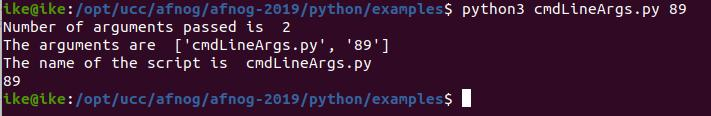 ike@ike:/opt/ucc/afnog/afnog-2019/python/examples$ python3 cmdLineArgs.py 89
Number of arguments passed is  2
The arguments are  ['cmdLineArgs.py', '89']
The name of the script is  cmdLineArgs.py
89
ike@ike:/opt/ucc/afnog/afnog-2019/python/examples$